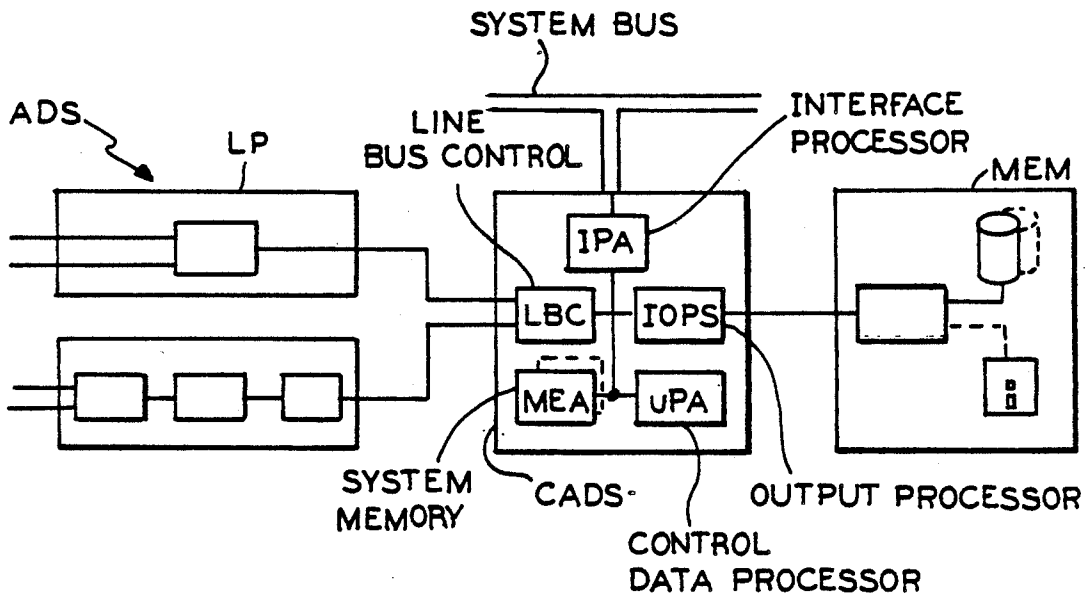 SYSTEM BUS
ADS
LP
LINE
BUS CONTROL
INTERFACE
PROCESSOR
MEM
IPA
LBC
IOPS
MEA
uPA
SYSTEM
MEMORY
CADS
OUTPUT PROCESSOR
CONTROL
DATA PROCESSOR